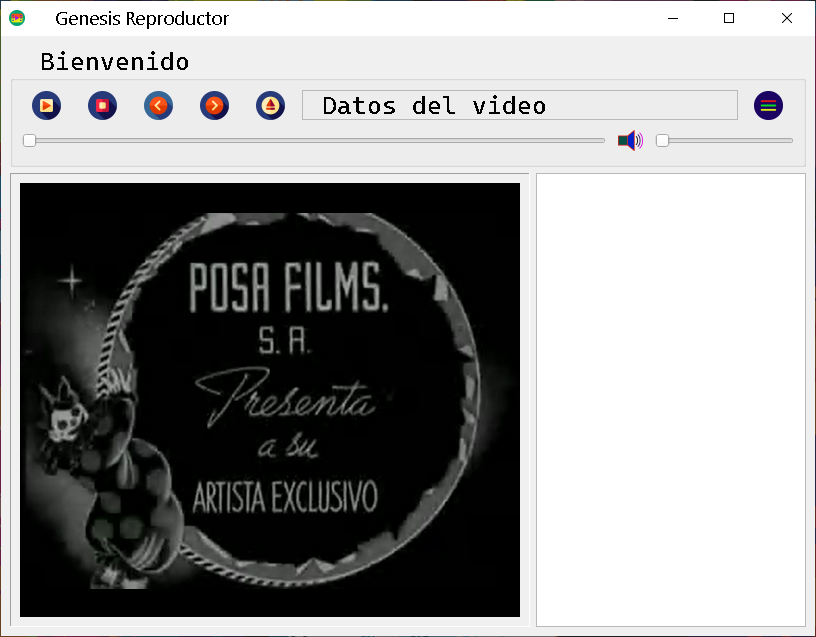 Genesis Reproductor
Bienvenido
Datos del video
POSA FILMS.
S. A.
Presenta
a su
ARTISTA EXCLUSIVO